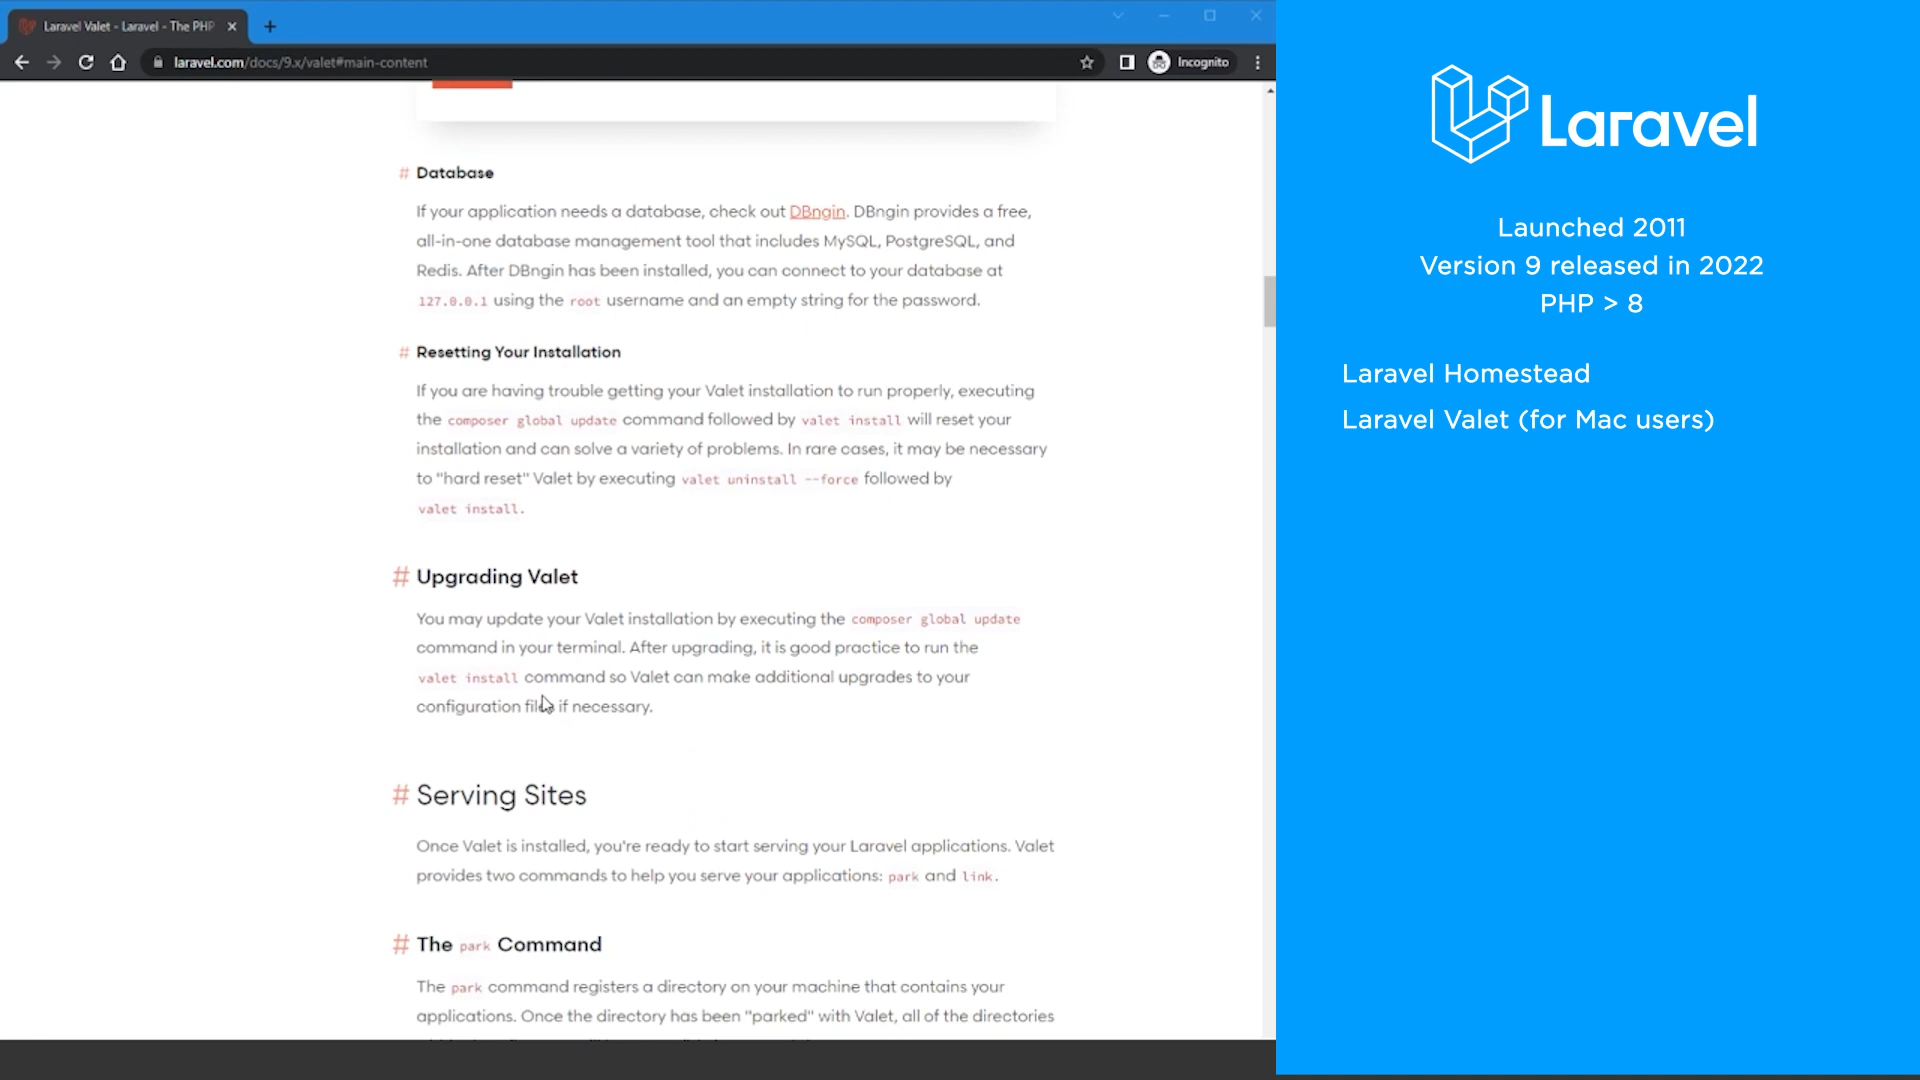 Laravel Valet - Laravel - The PHP
laravel.com/docs/9.x/valet#main-content
Incognito
# Database
If your application needs a database, check out DBngin. DBngin provides a free,
all-in-one database management tool that includes MySQL, PostgreSQL, and
Redis. After DBngin has been installed, you can connect to your database at
127.0.0.1 using the root username and an empty string for the password.
# Resetting Your Installation
If you are having trouble getting your Valet installation to run properly, executing
the composer global update command followed by valet install will reset your
installation and can solve a variety of problems. In rare cases, it may be necessary
to "hard reset" Valet by executing valet uninstall --force followed by
valet install.
# Upgrading Valet
You may update your Valet installation by executing the composer global update
command in your terminal. After upgrading, it is good practice to run the
valet install command so Valet can make additional upgrades to your
configuration files if necessary.
# Serving Sites
Once Valet is installed, you're ready to start serving your Laravel applications. Valet
provides two commands to help you serve your applications: park and link.
# The park Command
The park command registers a directory on your machine that contains your
applications. Once the directory has been "parked" with Valet, all of the directories
Laravel
Launched 2011
Version 9 released in 2022
PHP > 8
Laravel Homestead
Laravel Valet (for Mac users)